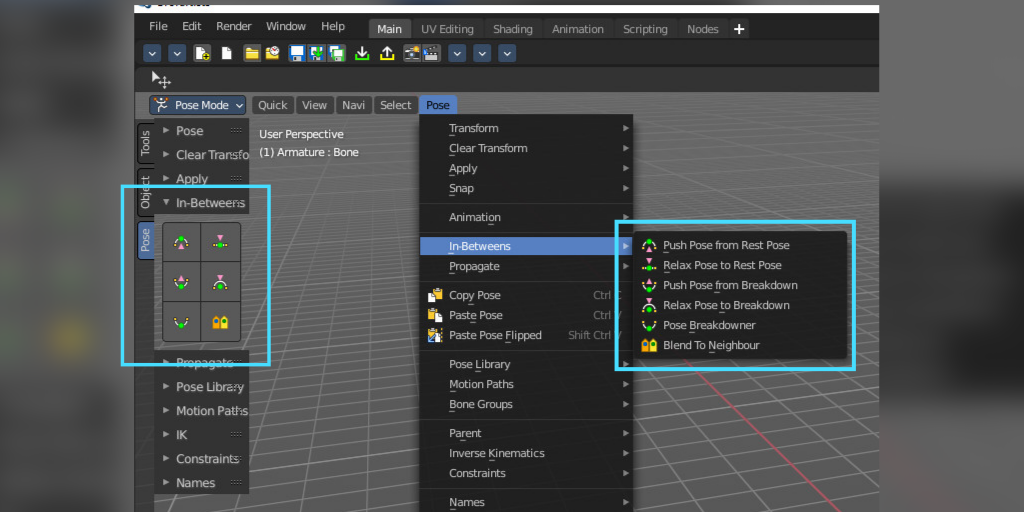 File Edit Render Window Help Main UV Editing Shading Animation Scripting Nodes +
Pose Mode Quick View Navi Select Pose
Tools
Object
Pose
Pose
Clear Transfo
Apply
In-Betweens
Propagate
Pose Library
Motion Paths
IK
Constraints
Names
User Perspective
(1) Armature : Bone
Transform
Clear Transform
Apply
Snap
Animation
In-Betweens
Propagate
Copy Pose Ctrl
Paste Pose Ctrl
Paste Pose Flipped Shift Ctrl
Pose Library
Motion Paths
Bone Groups
Parent
Inverse Kinematics
Constraints
Names
Push Pose from Rest Pose
Relax Pose to Rest Pose
Push Pose from Breakdown
Relax Pose to Breakdown
Pose Breakdowner
Blend To Neighbour